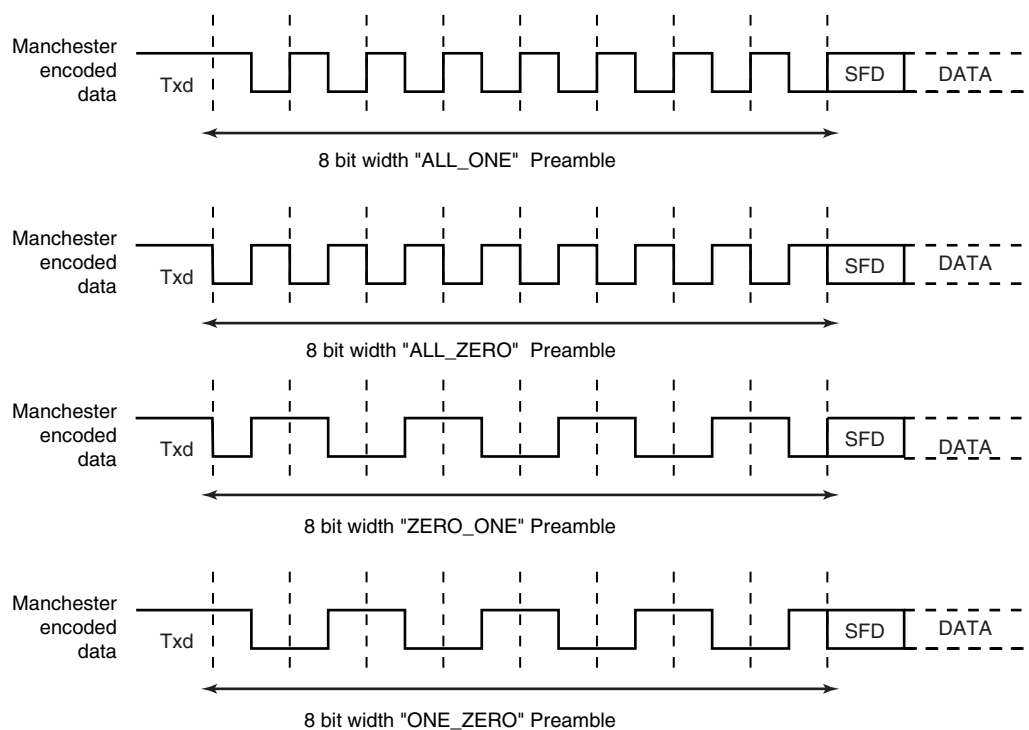 Manchester
encoded
data
Txd
SFD
DATA
8 bit width "ALL_ONE" Preamble
Manchester
encoded
data
Txd
SFD
DATA
8 bit width "ALL_ZERO" Preamble
Manchester
encoded
data
Txd
SFD
DATA
8 bit width "ZERO_ONE" Preamble
Manchester
encoded
data
Txd
SFD
DATA
8 bit width "ONE_ZERO" Preamble